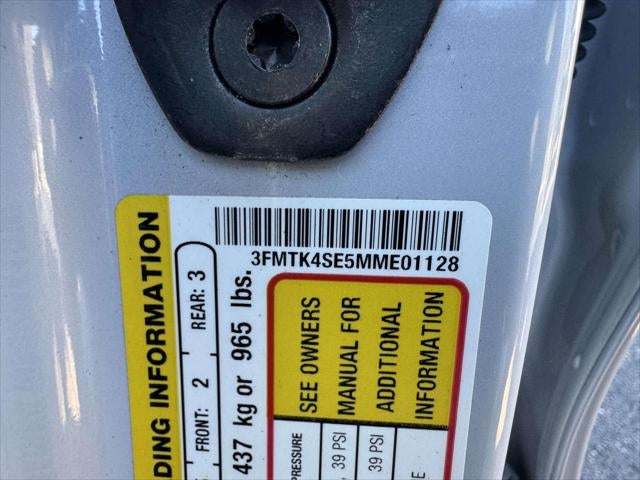 3FMTK4SE5MME01128
DING INFORMATION
FRONT: 2 REAR: 3
437 kg or 965 lbs.
PRESSURE SEE OWNERS
39 PSI MANUAL FOR
39 PSI ADDITIONAL
INFORMATION